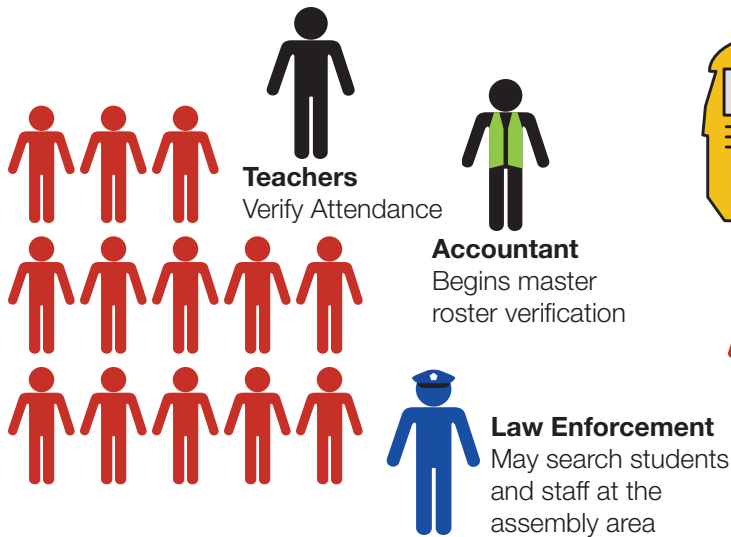 Teachers
Verify Attendance
Accountant
Begins master
roster verification
Law Enforcement
May search students
and staff at the
assembly area